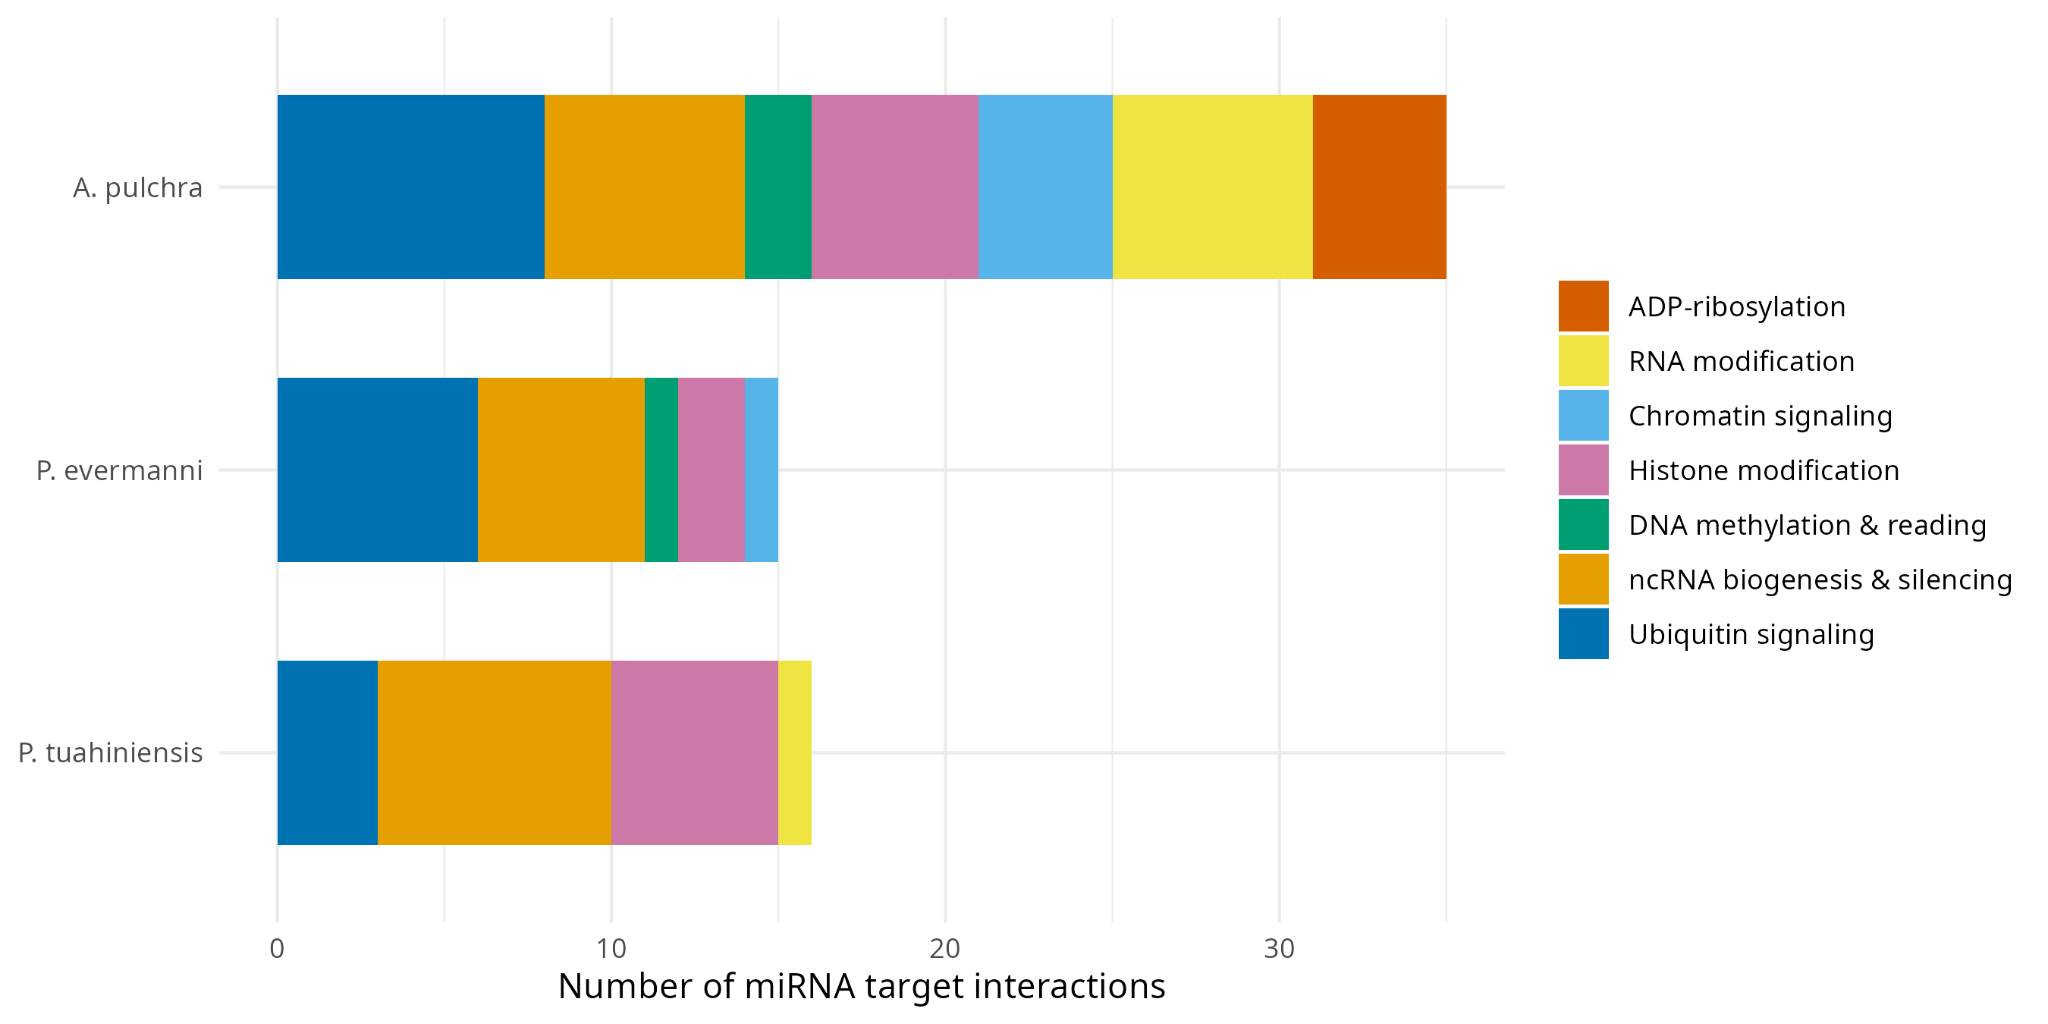 A. pulchra
P. evermanni
P. tuahiniensis
0 10 20 30
Number of miRNA target interactions
ADP-ribosylation
RNA modification
Chromatin signaling
Histone modification
DNA methylation & reading
ncRNA biogenesis & silencing
Ubiquitin signaling